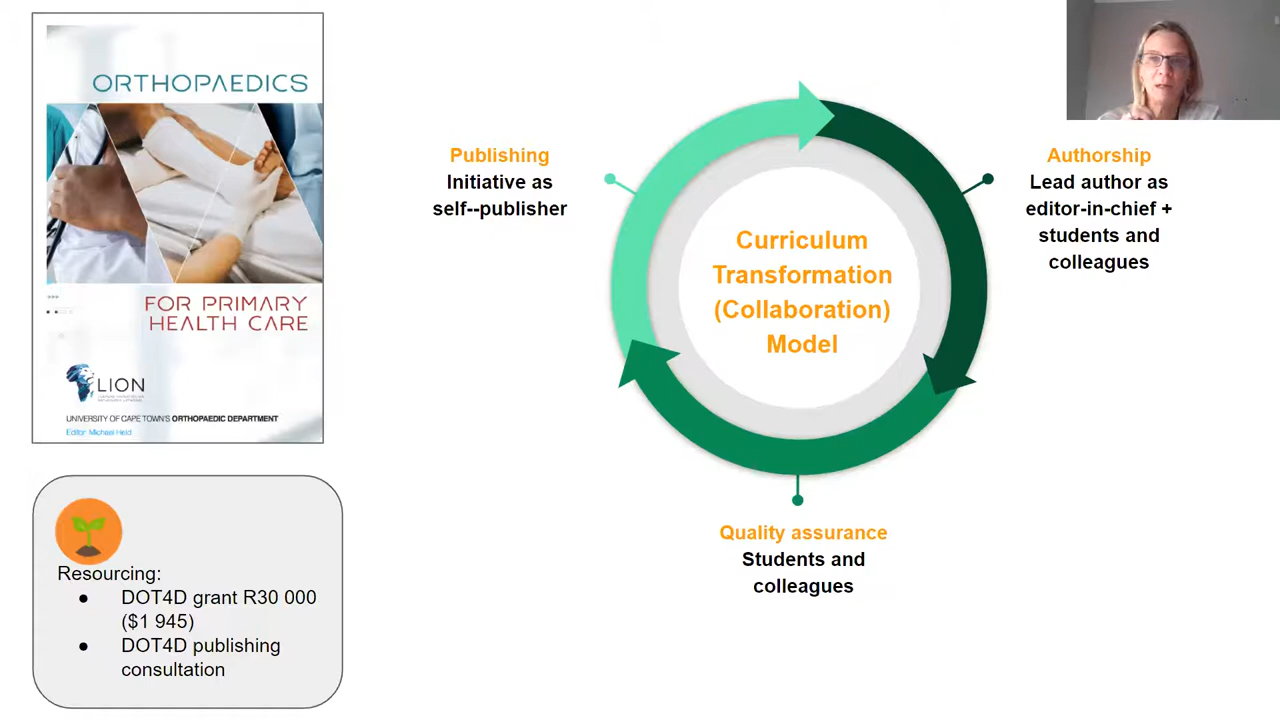 ORTHOPAEDICS
FOR PRIMARY
HEALTH CARE
LION
UNIVERSITY OF CAPE TOWN'S ORTHOPAEDIC DEPARTMENT
Editor: Michael Held
Resourcing:
● DOT4D grant R30 000
($1 945)
● DOT4D publishing
consultation
Publishing
Initiative as
self--publisher
Curriculum
Transformation
(Collaboration)
Model
Authorship
Lead author as
editor-in-chief +
students and
colleagues
Quality assurance
Students and
colleagues